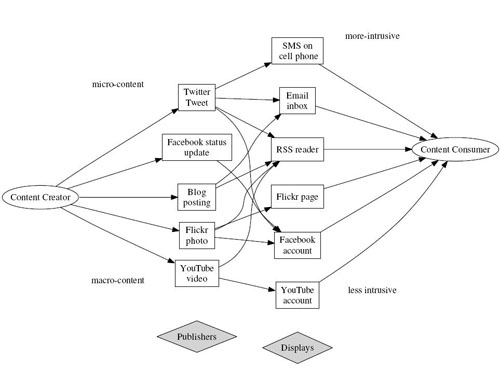 SMS on
cell phone
more-intrusive
micro-content
Twitter
Tweet
Email
inbox
Facebook status
update
RSS reader
Content Consumer
Content Creator
Blog
posting
Flickr page
Flickr
photo
Facebook
account
macro-content
YouTube
video
YouTube
account
less intrusive
Publishers
Displays